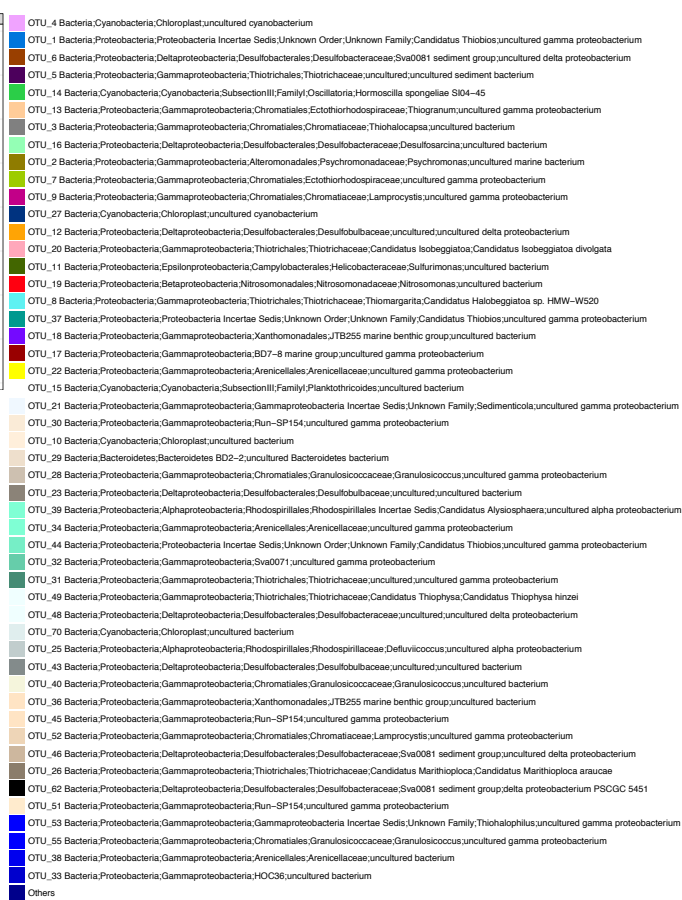 OTU_4 Bacteria;Cyanobacteria;Chloroplast;uncultured cyanobacterium
OTU_1 Bacteria;Proteobacteria;Proteobacteria Incertae Sedis;Unknown Order;Unknown Family;Candidatus Thiobios;uncultured gamma proteobacterium
OTU_6 Bacteria;Proteobacteria;Deltaproteobacteria;Desulfobacterales;Desulfobacteraceae;Sva0081 sediment group;uncultured delta proteobacterium
OTU_5 Bacteria;Proteobacteria;Gammaproteobacteria;Thiotrichales;Thiotrichaceae;uncultured;uncultured sediment bacterium
OTU_14 Bacteria;Cyanobacteria;Cyanobacteria;SubsectionIII;FamilyI;Oscillatoria;Hormoscilla spongeliae SI04−45
OTU_13 Bacteria;Proteobacteria;Gammaproteobacteria;Chromatiales;Ectothiorhodospiraceae;Thiogranum;uncultured gamma proteobacterium
OTU_3 Bacteria;Proteobacteria;Gammaproteobacteria;Chromatiales;Chromatiaceae;Thiohalocapsa;uncultured bacterium
OTU_16 Bacteria;Proteobacteria;Deltaproteobacteria;Desulfobacterales;Desulfobacteraceae;Desulfosarcina;uncultured bacterium
OTU_2 Bacteria;Proteobacteria;Gammaproteobacteria;Alteromonadales;Psychromonadaceae;Psychromonas;uncultured marine bacterium
OTU_7 Bacteria;Proteobacteria;Gammaproteobacteria;Chromatiales;Ectothiorhodospiraceae;uncultured gamma proteobacterium
OTU_9 Bacteria;Proteobacteria;Gammaproteobacteria;Chromatiales;Chromatiaceae;Lamprocystis;uncultured gamma proteobacterium
OTU_27 Bacteria;Cyanobacteria;Chloroplast;uncultured cyanobacterium
OTU_12 Bacteria;Proteobacteria;Deltaproteobacteria;Desulfobacterales;Desulfobulbaceae;uncultured;uncultured delta proteobacterium
OTU_20 Bacteria;Proteobacteria;Gammaproteobacteria;Thiotrichales;Thiotrichaceae;Candidatus Isobeggiatoa;Candidatus Isobeggiatoa divolgata
OTU_11 Bacteria;Proteobacteria;Epsilonproteobacteria;Campylobacterales;Helicobacteraceae;Sulfurimonas;uncultured bacterium
OTU_19 Bacteria;Proteobacteria;Betaproteobacteria;Nitrosomonadales;Nitrosomonadaceae;Nitrosomonas;uncultured bacterium
OTU_8 Bacteria;Proteobacteria;Gammaproteobacteria;Thiotrichales;Thiotrichaceae;Thiomargarita;Candidatus Halobeggiatoa sp. HMW−W520
OTU_37 Bacteria;Proteobacteria;Proteobacteria Incertae Sedis;Unknown Order;Unknown Family;Candidatus Thiobios;uncultured gamma proteobacterium
OTU_18 Bacteria;Proteobacteria;Gammaproteobacteria;Xanthomonadales;JTB255 marine benthic group;uncultured bacterium
OTU_17 Bacteria;Proteobacteria;Gammaproteobacteria;BD7−8 marine group;uncultured gamma proteobacterium
OTU_22 Bacteria;Proteobacteria;Gammaproteobacteria;Arenicellales;Arenicellaceae;uncultured gamma proteobacterium
OTU_15 Bacteria;Cyanobacteria;Cyanobacteria;SubsectionIII;FamilyI;Planktothricoides;uncultured bacterium
OTU_21 Bacteria;Proteobacteria;Gammaproteobacteria;Gammaproteobacteria Incertae Sedis;Unknown Family;Sedimenticola;uncultured gamma proteobacterium
OTU_30 Bacteria;Proteobacteria;Gammaproteobacteria;Run−SP154;uncultured gamma proteobacterium
OTU_10 Bacteria;Cyanobacteria;Chloroplast;uncultured bacterium
OTU_29 Bacteria;Bacteroidetes;Bacteroidetes BD2−2;uncultured Bacteroidetes bacterium
OTU_28 Bacteria;Proteobacteria;Gammaproteobacteria;Chromatiales;Granulosicoccaceae;Granulosicoccus;uncultured gamma proteobacterium
OTU_23 Bacteria;Proteobacteria;Deltaproteobacteria;Desulfobacterales;Desulfobulbaceae;uncultured;uncultured bacterium
OTU_39 Bacteria;Proteobacteria;Alphaproteobacteria;Rhodospirillales;Rhodospirillales Incertae Sedis;Candidatus Alysiosphaera;uncultured alpha proteobacterium
OTU_34 Bacteria;Proteobacteria;Gammaproteobacteria;Arenicellales;Arenicellaceae;uncultured gamma proteobacterium
OTU_44 Bacteria;Proteobacteria;Proteobacteria Incertae Sedis;Unknown Order;Unknown Family;Candidatus Thiobios;uncultured gamma proteobacterium
OTU_32 Bacteria;Proteobacteria;Gammaproteobacteria;Sva0071;uncultured gamma proteobacterium
OTU_31 Bacteria;Proteobacteria;Gammaproteobacteria;Thiotrichales;Thiotrichaceae;uncultured;uncultured gamma proteobacterium
OTU_49 Bacteria;Proteobacteria;Gammaproteobacteria;Thiotrichales;Thiotrichaceae;Candidatus Thiophysa;Candidatus Thiophysa hinzei
OTU_48 Bacteria;Proteobacteria;Deltaproteobacteria;Desulfobacterales;Desulfobacteraceae;uncultured;uncultured delta proteobacterium
OTU_70 Bacteria;Cyanobacteria;Chloroplast;uncultured bacterium
OTU_25 Bacteria;Proteobacteria;Alphaproteobacteria;Rhodospirillales;Rhodospirillaceae;Defluviicoccus;uncultured alpha proteobacterium
OTU_43 Bacteria;Proteobacteria;Deltaproteobacteria;Desulfobacterales;Desulfobulbaceae;uncultured;uncultured bacterium
OTU_40 Bacteria;Proteobacteria;Gammaproteobacteria;Chromatiales;Granulosicoccaceae;Granulosicoccus;uncultured bacterium
OTU_36 Bacteria;Proteobacteria;Gammaproteobacteria;Xanthomonadales;JTB255 marine benthic group;uncultured bacterium
OTU_45 Bacteria;Proteobacteria;Gammaproteobacteria;Run−SP154;uncultured gamma proteobacterium
OTU_52 Bacteria;Proteobacteria;Gammaproteobacteria;Chromatiales;Chromatiaceae;Lamprocystis;uncultured gamma proteobacterium
OTU_46 Bacteria;Proteobacteria;Deltaproteobacteria;Desulfobacterales;Desulfobacteraceae;Sva0081 sediment group;uncultured delta proteobacterium
OTU_26 Bacteria;Proteobacteria;Gammaproteobacteria;Thiotrichales;Thiotrichaceae;Candidatus Marithioploca;Candidatus Marithioploca araucae
OTU_62 Bacteria;Proteobacteria;Deltaproteobacteria;Desulfobacterales;Desulfobacteraceae;Sva0081 sediment group;delta proteobacterium PSCGC 5451
OTU_51 Bacteria;Proteobacteria;Gammaproteobacteria;Run−SP154;uncultured gamma proteobacterium
OTU_53 Bacteria;Proteobacteria;Gammaproteobacteria;Gammaproteobacteria Incertae Sedis;Unknown Family;Thiohalophilus;uncultured gamma proteobacterium
OTU_55 Bacteria;Proteobacteria;Gammaproteobacteria;Chromatiales;Granulosicoccaceae;Granulosicoccus;uncultured gamma proteobacterium
OTU_38 Bacteria;Proteobacteria;Gammaproteobacteria;Arenicellales;Arenicellaceae;uncultured bacterium
OTU_33 Bacteria;Proteobacteria;Gammaproteobacteria;HOC36;uncultured bacterium
Others